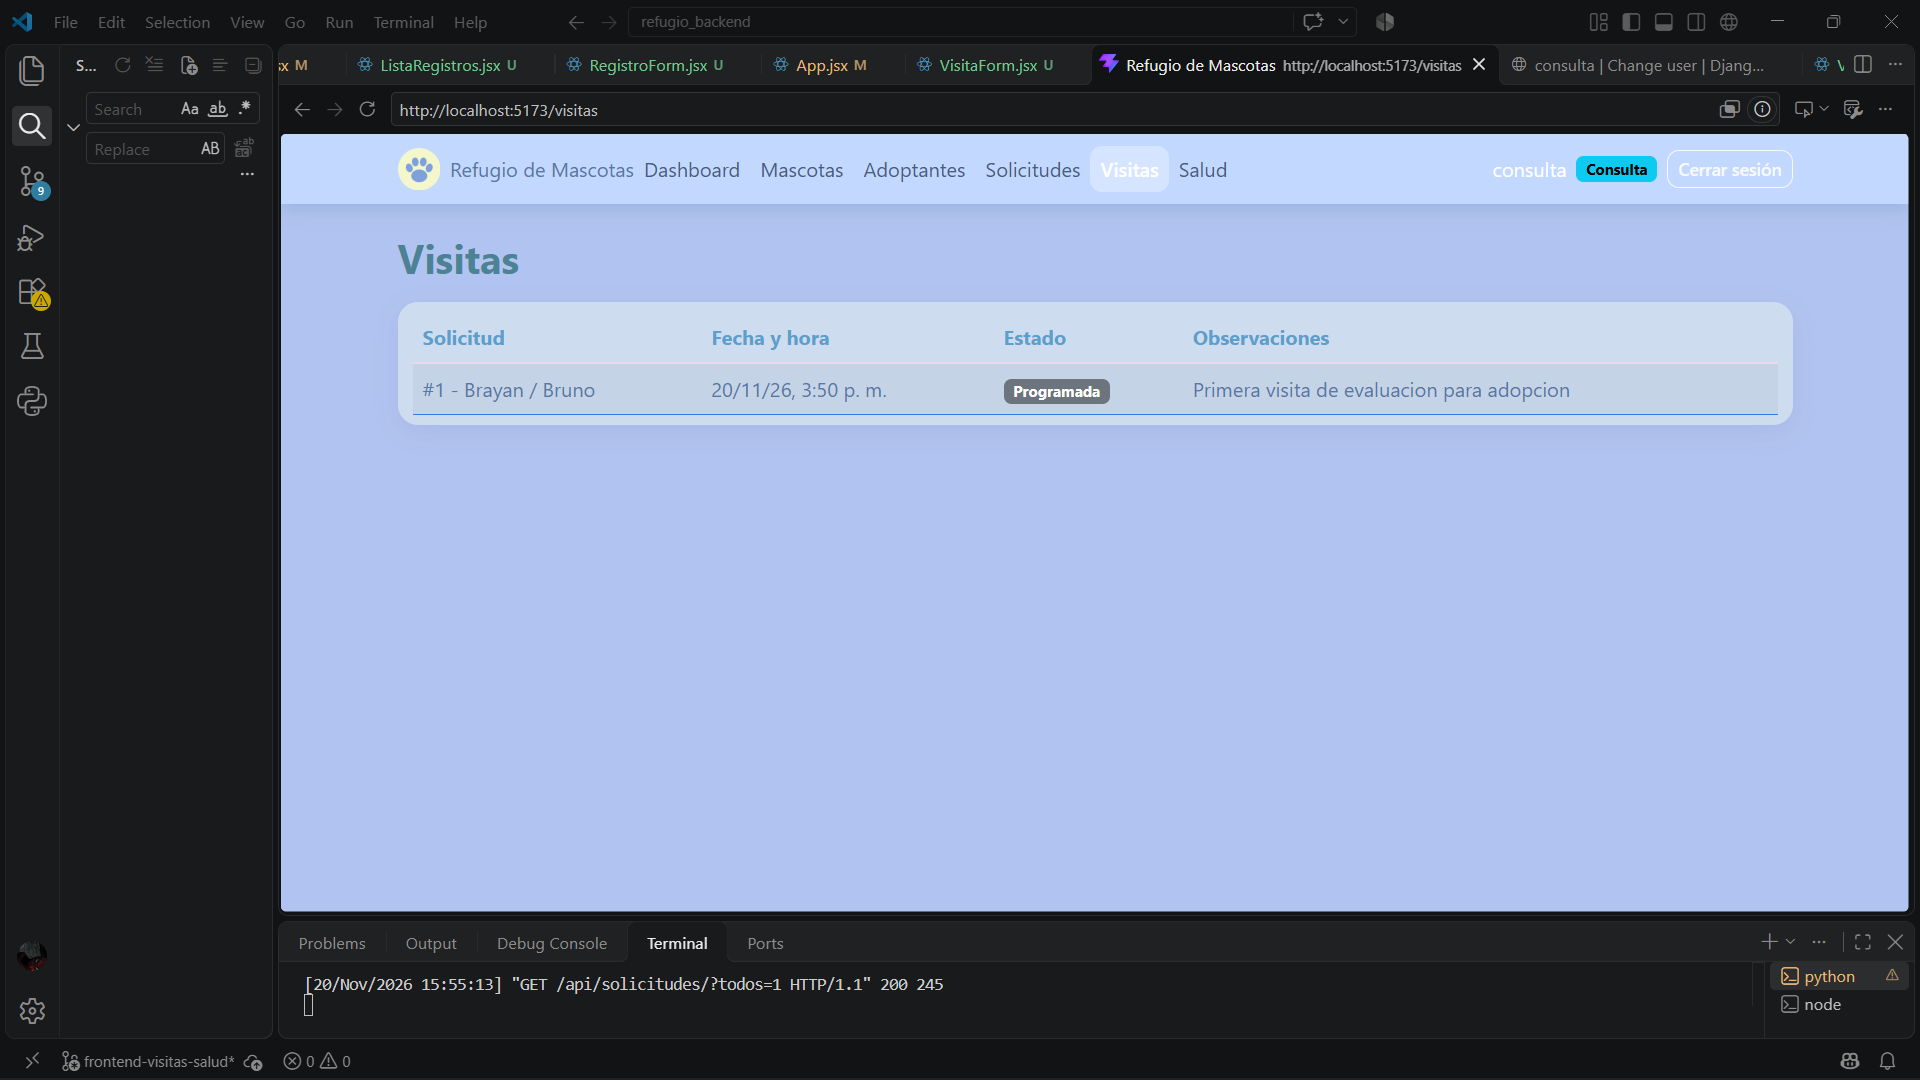 File Edit Selection View Go Run Terminal Help
refugio_backend
S...
sx M
ListaRegistros.jsx U
RegistroForm.jsx U
App.jsx M
VisitaForm.jsx U
Refugio de Mascotas http://localhost:5173/visitas
consulta | Change user | Djang...
V
Search
Aa ab .*
Replace
AB
http://localhost:5173/visitas
Refugio de Mascotas Dashboard Mascotas Adoptantes Solicitudes Visitas Salud
consulta Consulta Cerrar sesión
9
Visitas
Solicitud Fecha y hora Estado Observaciones
#1 - Brayan / Bruno 20/11/26, 3:50 p. m. Programada Primera visita de evaluacion para adopcion
Problems Output Debug Console Terminal Ports
[20/Nov/2026 15:55:13] "GET /api/solicitudes/?todos=1 HTTP/1.1" 200 245
python
node
frontend-visitas-salud*
0 0